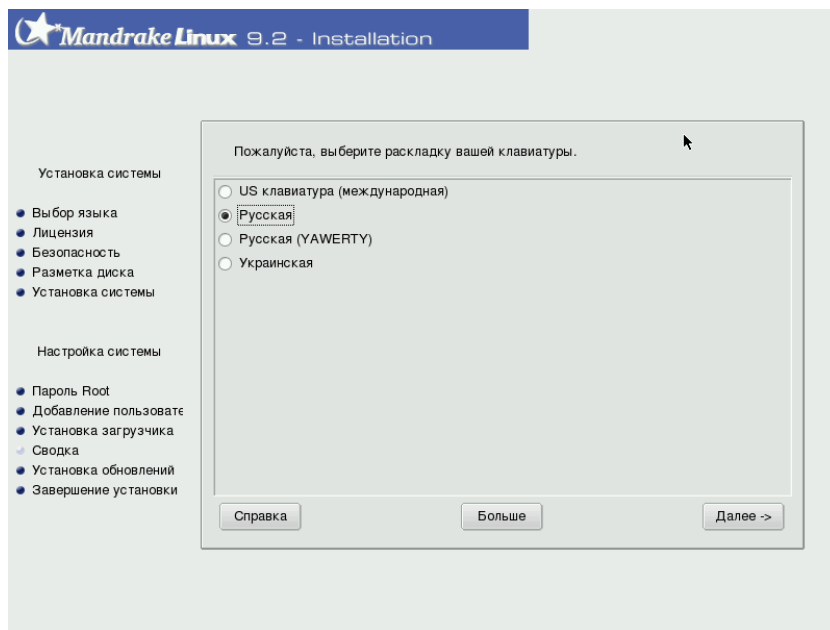 Mandrake Linux 9.2 - Installation
Установка системы
Выбор языка
Лицензия
Безопасность
Разметка диска
Установка системы
Настройка системы
Пароль Root
Добавление пользовате
Установка загрузчика
Сводка
Установка обновлений
Завершение установки
Пожалуйста, выберите раскладку вашей клавиатуры.
US клавиатура (международная)
Русская
Русская (YAWERTY)
Украинская
Справка
Больше
Далее ->